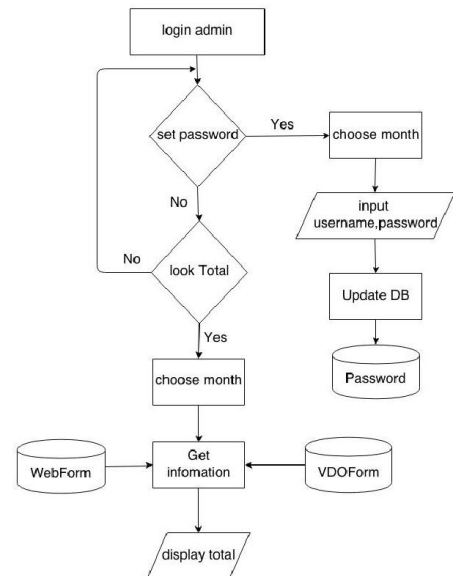 login admin
set password
Yes
choose month
No
input
username,password
look Total
No
Update DB
Yes
Password
choose month
Get
infomation
WebForm
VDOForm
display total